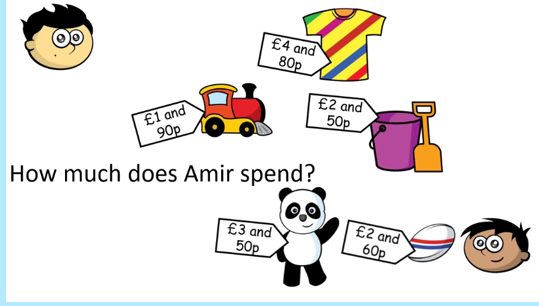 £4 and
80p
£1 and
90p
£2 and
50p
How much does Amir spend?
£3 and
50p
£2 and
60p